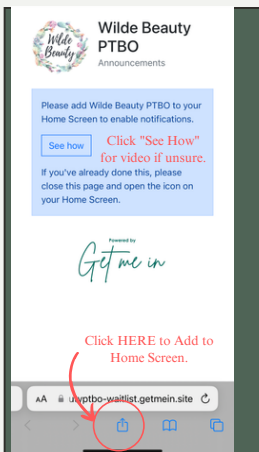 Wilde Beauty
PTBO
Wilde
Beauty
Announcements
Please add Wilde Beauty PTBO to your
Home Screen to enable notifications.
See how
Click "See How"
for video if unsure.
If you've already done this, please
close this page and open the icon on
your Home Screen.
Powered by
Get me in
Click HERE to Add to
Home Screen.
AA
utyptbo-waitlist.getmein.site